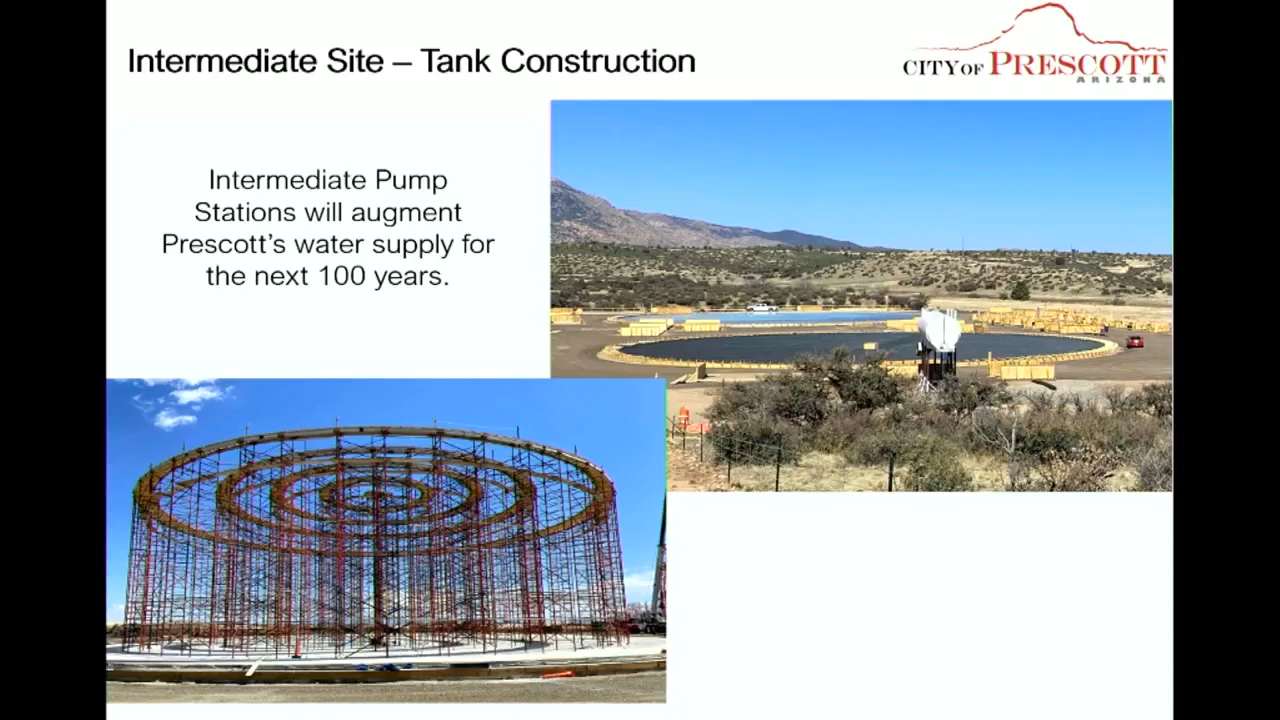 Intermediate Site – Tank Construction
CITY OF PRESCOTT
ARIZONA
Intermediate Pump
Stations will augment
Prescott's water supply for
the next 100 years.